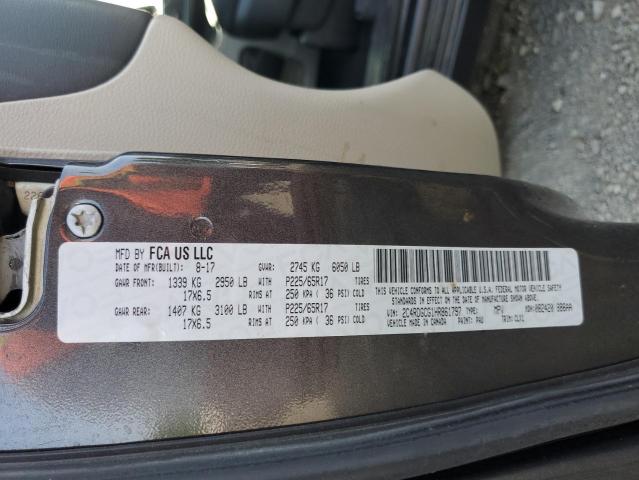 MFD BY FCA US LLC
DATE OF MFR(BUILT): 8-17 GVWR: 2745 KG 6050 LB
GAWR FRONT: 1339 KG 2950 LB P225/65R17 TIRES
17X6.5 RIMS AT 250 KPA ( 36 PSI) COLD
GAWR REAR: 1407 KG 3100 LB P225/65R17 TIRES
17X6.5 RIMS AT 250 KPA ( 36 PSI) COLD
THIS VEHICLE CONFORMS TO ALL APPLICABLE U.S.A. FEDERAL MOTOR VEHICLE SAFETY
STANDARDS IN EFFECT ON THE DATE OF MANUFACTURE SHOWN ABOVE.
VIN: 2C4RDGCG1HR861797 TYPE: MPV
MADE IN CANADA PAINT: PAU TRIM: CLX1